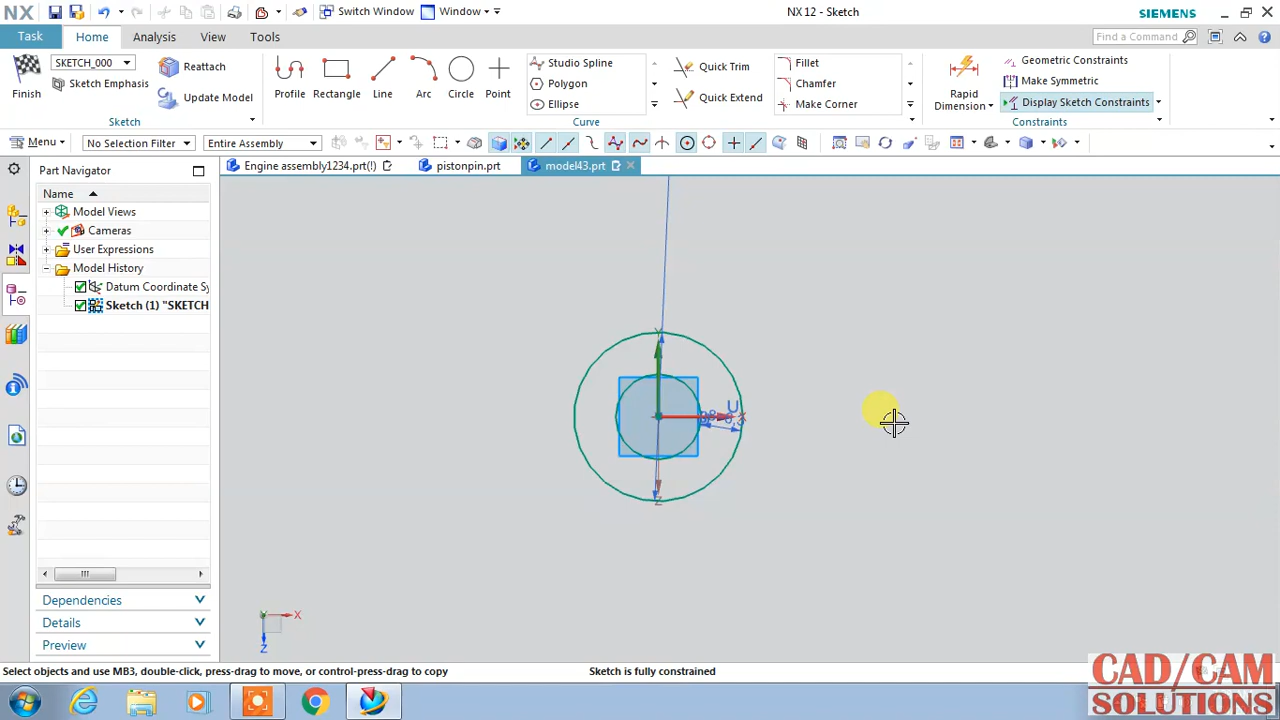 NX
Switch Window
Window
NX 12 - Sketch
SIEMENS
Task
Home
Analysis
View
Tools
Find a Command
SKETCH_000
Reattach
Finish
Sketch Emphasis
Update Model
Sketch
Profile
Rectangle
Line
Arc
Circle
Point
Studio Spline
Polygon
Ellipse
Quick Trim
Quick Extend
Fillet
Chamfer
Make Corner
Curve
Rapid
Dimension
Geometric Constraints
Make Symmetric
Display Sketch Constraints
Constraints
Menu
No Selection Filter
Entire Assembly
Engine assembly1234.prt(!)
pistonpin.prt
model43.prt
Part Navigator
Name
Model Views
Cameras
User Expressions
Model History
Datum Coordinate Sy
Sketch (1) "SKETCH
Dependencies
Details
Preview
Y
X
Z
Y
X
Z
Select objects and use MB3, double-click, press-drag to move, or control-press-drag to copy
Sketch is fully constrained
CAD/CAM
SOLUTIONS